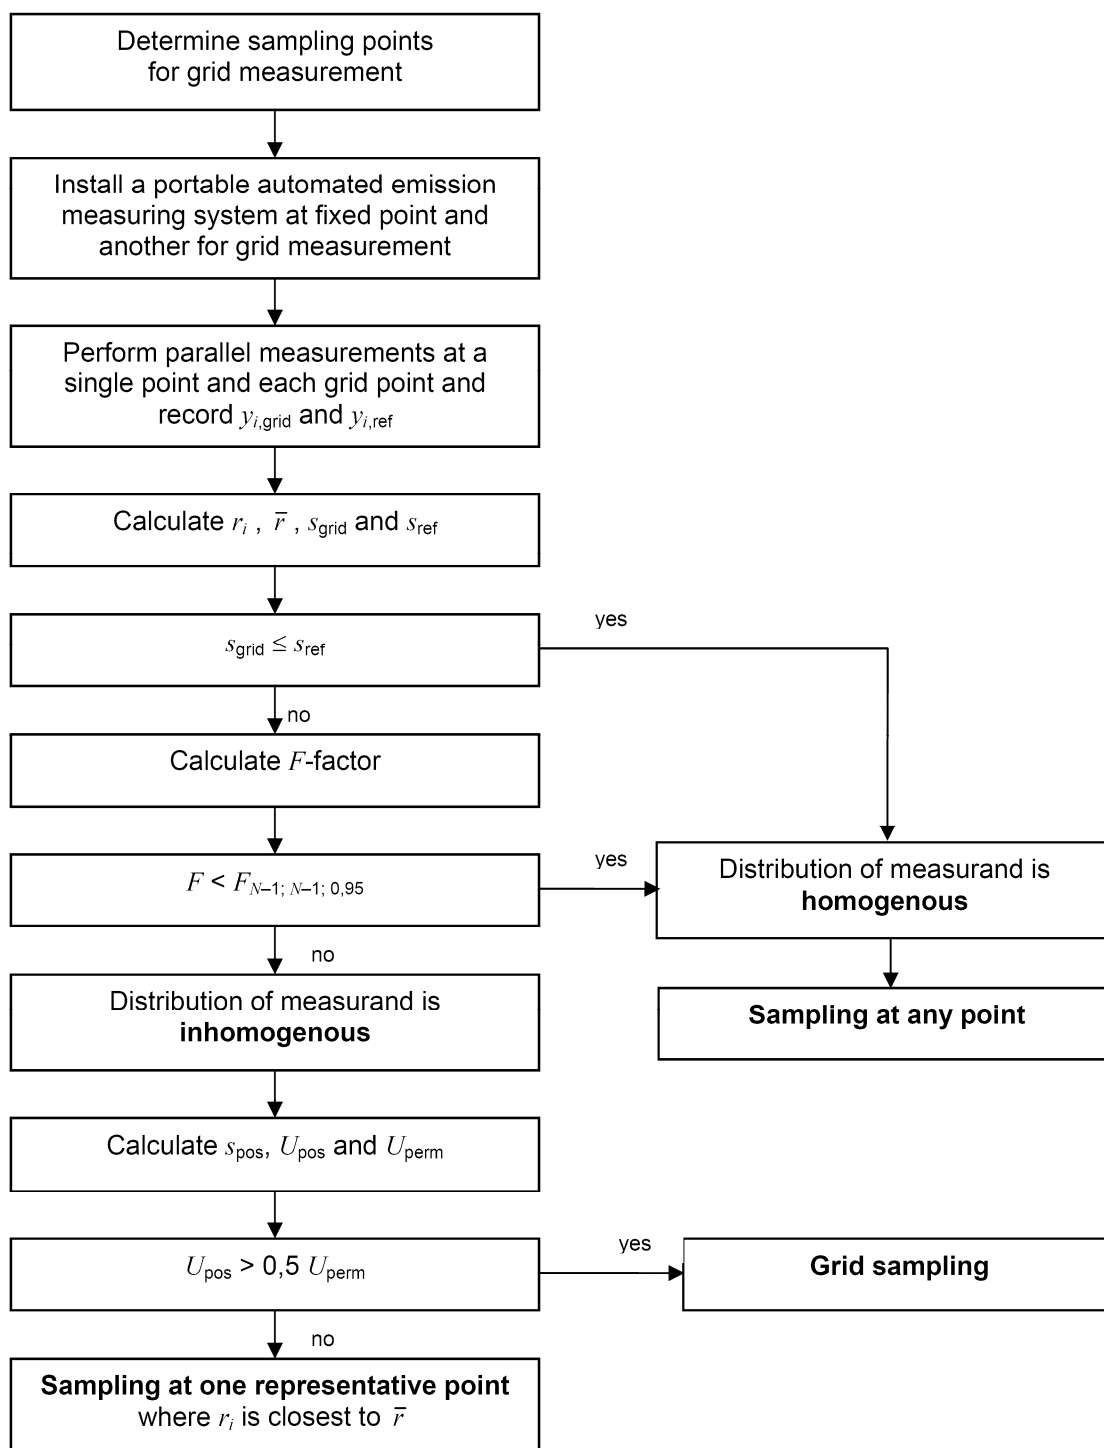 Determine sampling points
for grid measurement
Install a portable automated emission
measuring system at fixed point and
another for grid measurement
Perform parallel measurements at a
single point and each grid point and
record yi,grid and yi,ref
Calculate ri , r̄ , sgrid and sref
sgrid ≤ sref
yes
no
Calculate F-factor
F < FN–1; N–1; 0,95
yes
Distribution of measurand is
homogenous
no
Distribution of measurand is
inhomogenous
Sampling at any point
Calculate spos, Upos and Uperm
Upos > 0,5 Uperm
yes
Grid sampling
no
Sampling at one representative point
where ri is closest to r̄